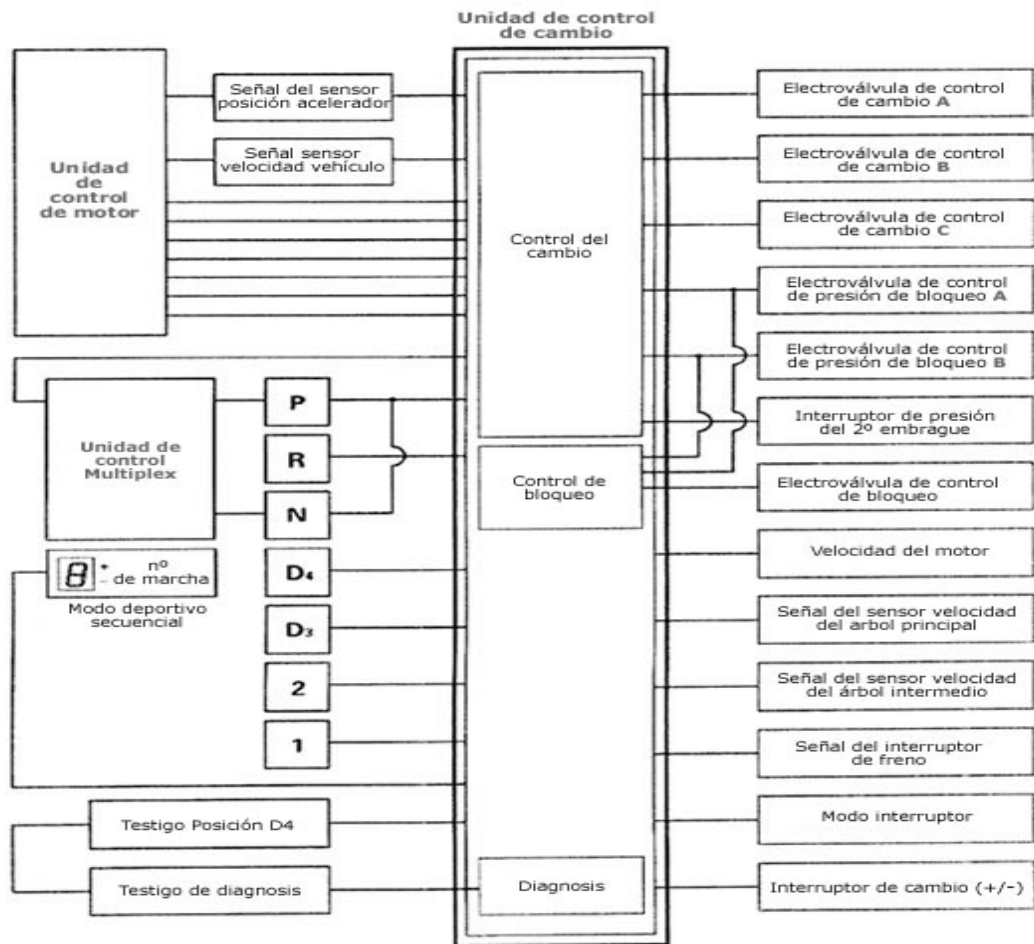 Unidad de control
de cambio
Unidad
de
control
de motor
Señal del sensor
posición acelerador
Señal sensor
velocidad vehículo
Unidad de
control
Multiplex
P
R
N
D4
D3
2
1
8 + nº
- de marcha
Modo deportivo
secuencial
Testigo Posición D4
Testigo de diagnosis
Control del
cambio
Control de
bloqueo
Diagnosis
Electroválvula de control
de cambio A
Electroválvula de control
de cambio B
Electroválvula de control
de cambio C
Electroválvula de control
de presión de bloqueo A
Electroválvula de control
de presión de bloqueo B
Interruptor de presión
del 2º embrague
Electroválvula de control
de bloqueo
Velocidad del motor
Señal del sensor velocidad
del arbol principal
Señal del sensor velocidad
del árbol intermedio
Señal del interruptor
de freno
Modo interruptor
Interruptor de cambio (+/-)